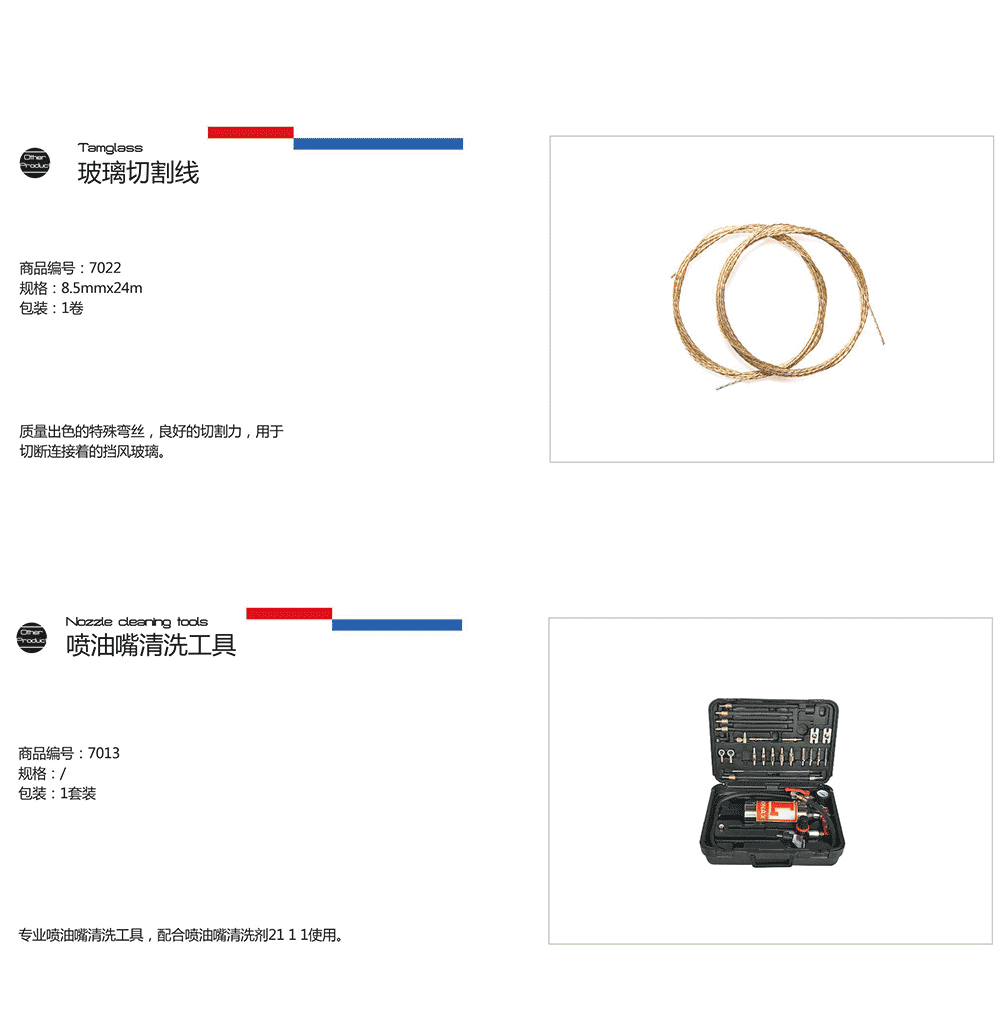 Other
Product
Tamglass
玻璃切割线
商品编号：7022
规格：8.5mmx24m
包装：1卷
质量出色的特殊弯丝，良好的切割力，用于
切断连接着的挡风玻璃。
Other
Product
Nozzle cleaning tools
喷油嘴清洗工具
商品编号：7013
规格：/
包装：1套装
专业喷油嘴清洗工具，配合喷油嘴清洗剂21 1 1使用。